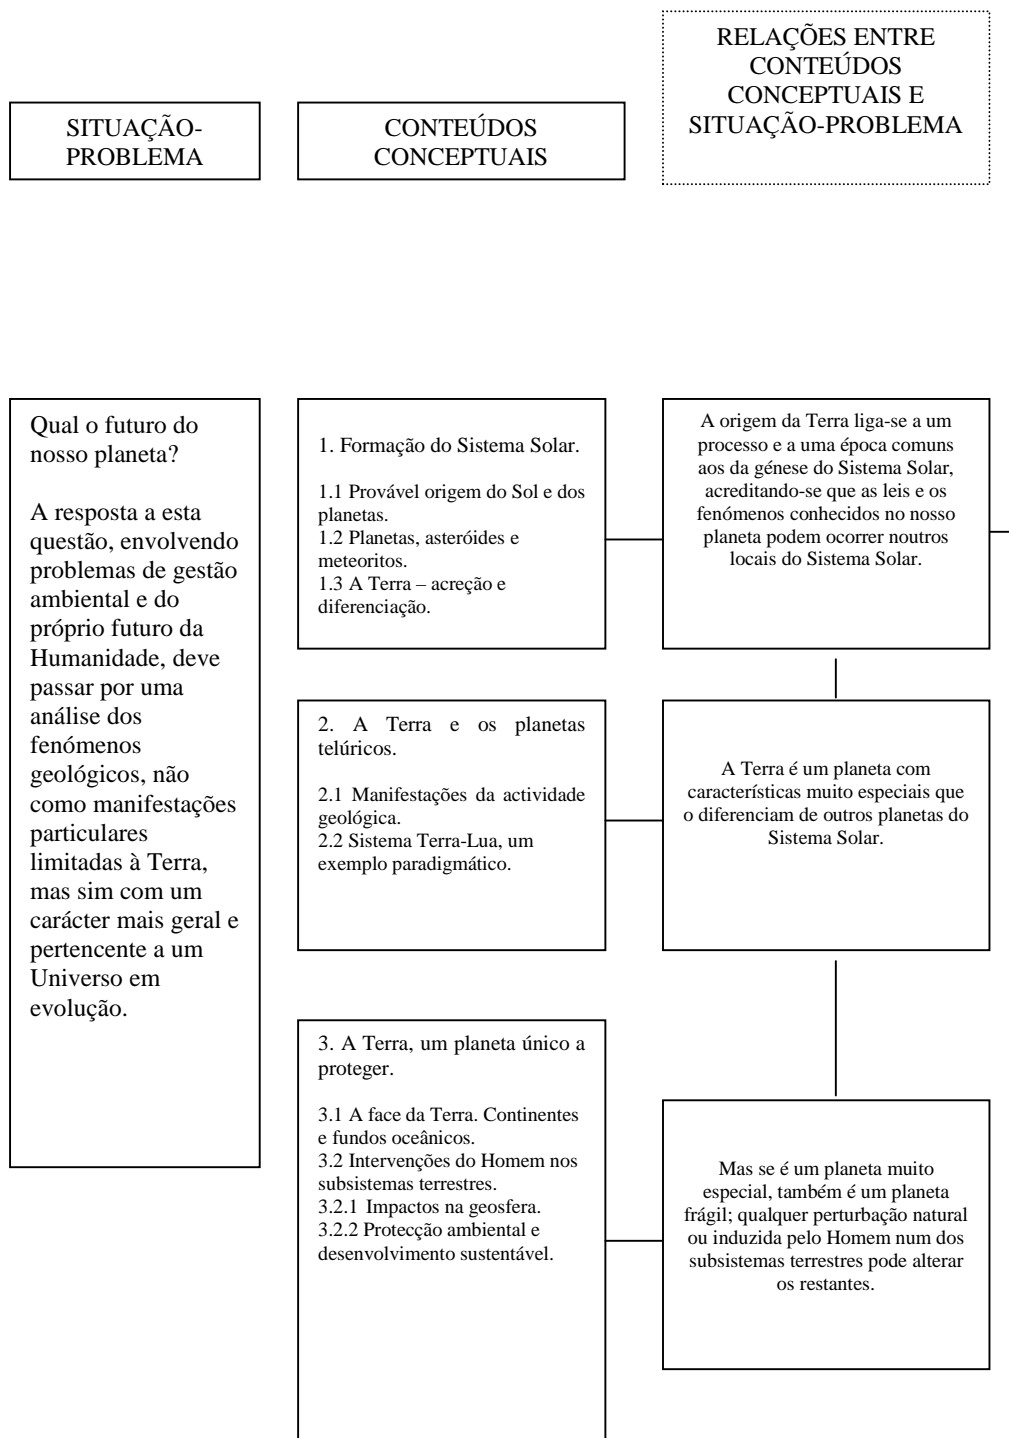 SITUAÇÃO-
PROBLEMA
CONTEÚDOS
CONCEPTUAIS
RELAÇÕES ENTRE
CONTEÚDOS
CONCEPTUAIS E
SITUAÇÃO-PROBLEMA
Qual o futuro do
nosso planeta?
A resposta a esta
questão, envolvendo
problemas de gestão
ambiental e do
próprio futuro da
Humanidade, deve
passar por uma
análise dos
fenómenos
geológicos, não
como manifestações
particulares
limitadas à Terra,
mas sim com um
carácter mais geral e
pertencente a um
Universo em
evolução.
1. Formação do Sistema Solar.
1.1 Provável origem do Sol e dos
planetas.
1.2 Planetas, asteróides e
meteoritos.
1.3 A Terra – acreção e
diferenciação.
A origem da Terra liga-se a um
processo e a uma época comuns
aos da génese do Sistema Solar,
acreditando-se que as leis e os
fenómenos conhecidos no nosso
planeta podem ocorrer noutros
locais do Sistema Solar.
2. A Terra e os planetas
telúricos.
2.1 Manifestações da actividade
geológica.
2.2 Sistema Terra-Lua, um
exemplo paradigmático.
A Terra é um planeta com
características muito especiais que
o diferenciam de outros planetas do
Sistema Solar.
3. A Terra, um planeta único a
proteger.
3.1 A face da Terra. Continentes
e fundos oceânicos.
3.2 Intervenções do Homem nos
subsistemas terrestres.
3.2.1 Impactos na geosfera.
3.2.2 Protecção ambiental e
desenvolvimento sustentável.
Mas se é um planeta muito
especial, também é um planeta
frágil; qualquer perturbação natural
ou induzida pelo Homem num dos
subsistemas terrestres pode alterar
os restantes.